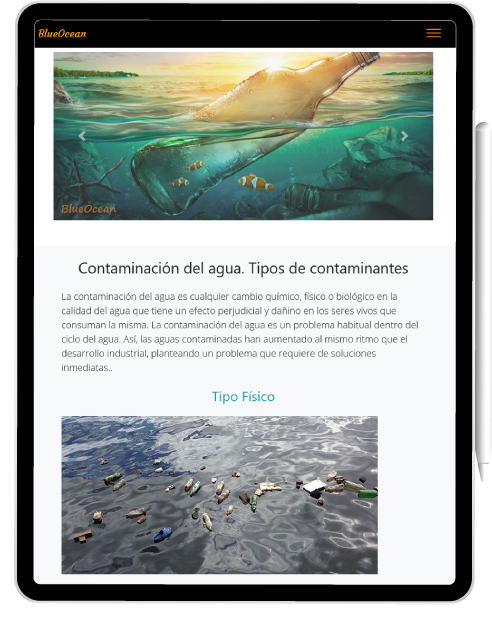 BlueOcean
BlueOcean
Contaminación del agua. Tipos de contaminantes
La contaminación del agua es cualquier cambio químico, físico o biológico en la
calidad del agua que tiene un efecto perjudicial y dañino en los seres vivos que
consuman la misma. La contaminación del agua es un problema habitual dentro del
ciclo del agua. Así, las aguas contaminadas han aumentado al mismo ritmo que el
desarrollo industrial, planteando un problema que requiere de soluciones
inmediatas..
Tipo Físico